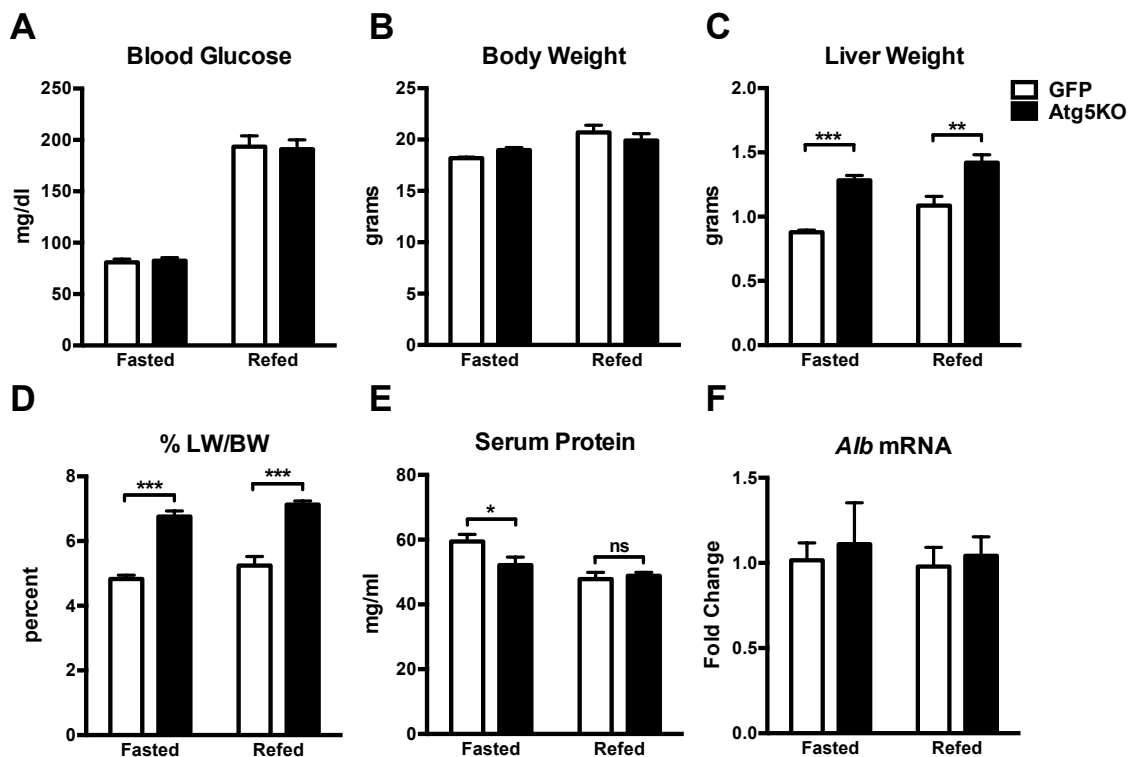 A
Blood Glucose
mg/dl
250
200
150
100
50
0
Fasted Refed
B
Body Weight
grams
25
20
15
10
5
0
Fasted Refed
C
Liver Weight
grams
2.0
1.5
1.0
0.5
0.0
*** **
Fasted Refed
GFP
Atg5KO
D
% LW/BW
percent
8
6
4
2
0
*** ***
Fasted Refed
E
Serum Protein
mg/ml
80
60
40
20
0
* ns
Fasted Refed
F
Alb mRNA
Fold Change
1.5
1.0
0.5
0.0
Fasted Refed